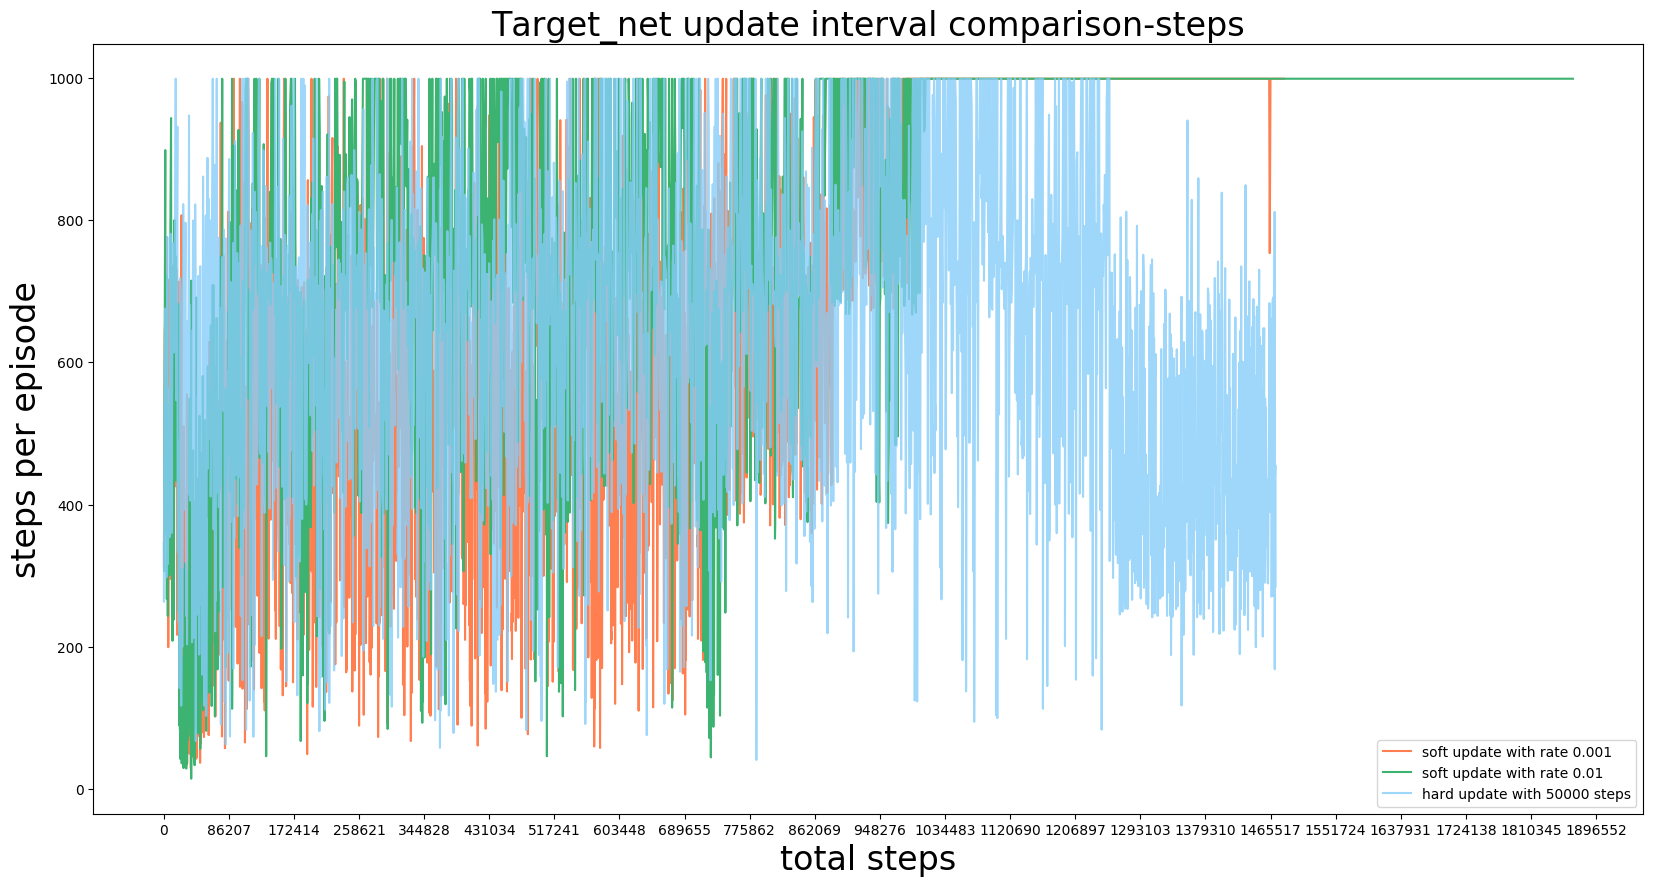 Target_net update interval comparison-steps
steps per episode
1000
800
600
400
200
0
soft update with rate 0.001
soft update with rate 0.01
hard update with 50000 steps
0 86207 172414 258621 344828 431034 517241 603448 689655 775862 862069 948276 1034483 1120690 1206897 1293103 1379310 1465517 1551724 1637931 1724138 1810345 1896552
total steps